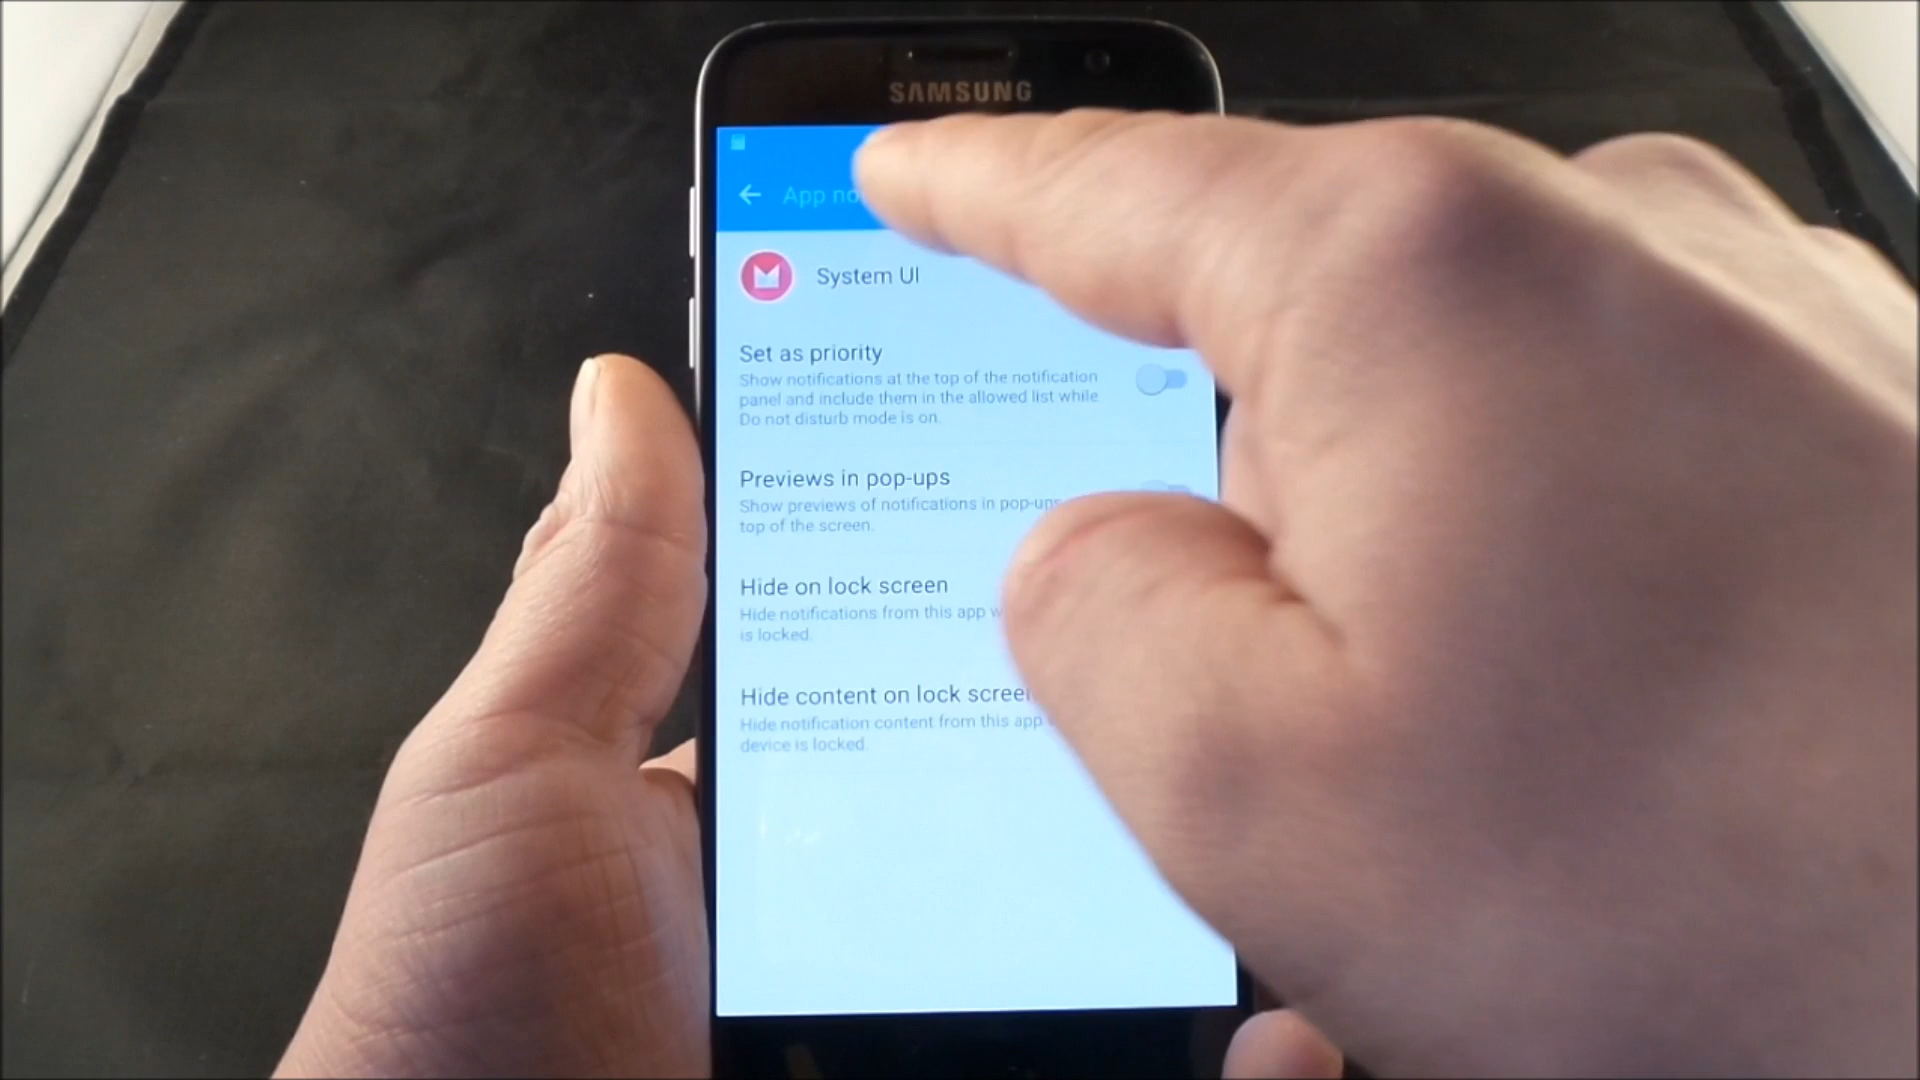 SAMSUNG
App no
System UI
Set as priority
Show notifications at the top of the notification
panel and include them in the allowed list while
Do not disturb mode is on.
Previews in pop-ups
Show previews of notifications in pop-ups
top of the screen.
Hide on lock screen
Hide notifications from this app w
is locked.
Hide content on lock screen
Hide notification content from this app
device is locked.